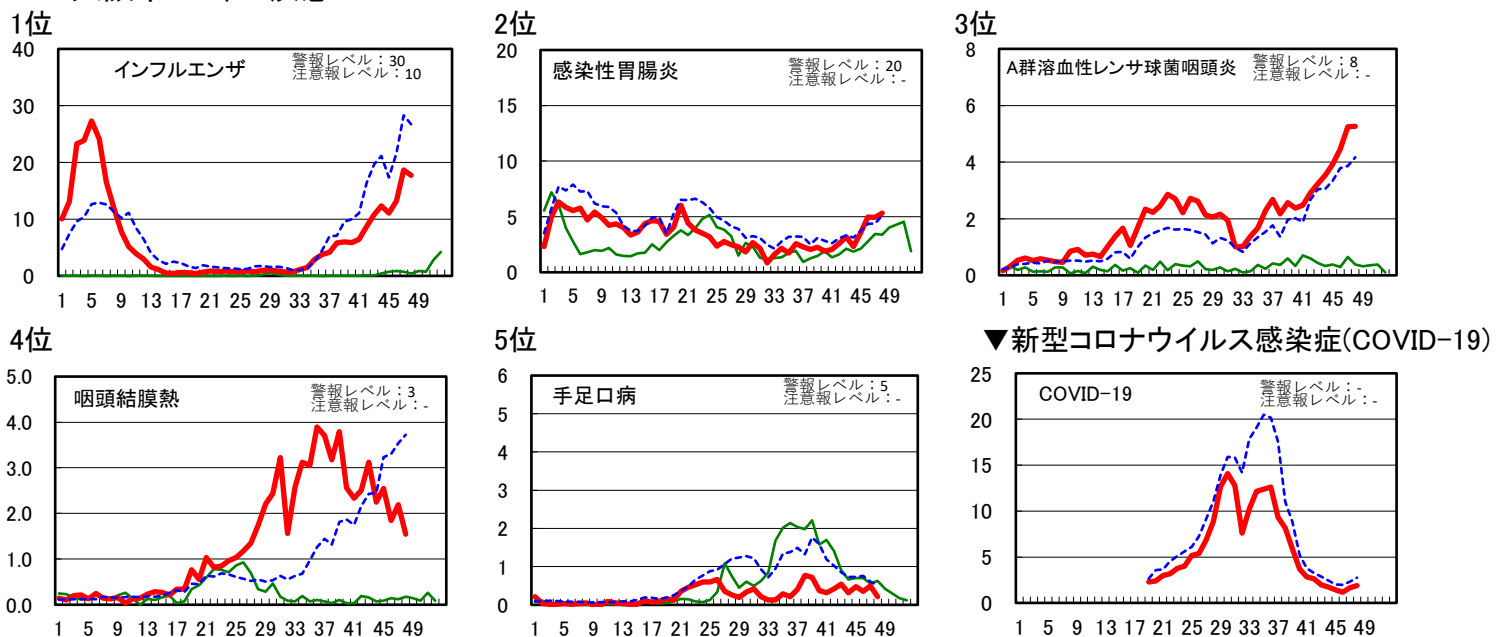 1位
2位
3位
インフルエンザ
警報レベル：30
注意報レベル：10
40
30
20
10
0
1 5 9 13 17 21 25 29 33 37 41 45 49
感染性胃腸炎
警報レベル：20
注意報レベル：-
20
15
10
5
0
1 5 9 13 17 21 25 29 33 37 41 45 49
A群溶血性レンサ球菌咽頭炎
警報レベル：8
注意報レベル：-
8
6
4
2
0
1 5 9 13 17 21 25 29 33 37 41 45 49
4位
5位
▼新型コロナウイルス感染症(COVID-19)
咽頭結膜熱
警報レベル：3
注意報レベル：-
5.0
4.0
3.0
2.0
1.0
0.0
1 5 9 13 17 21 25 29 33 37 41 45 49
手足口病
警報レベル：5
注意報レベル：-
6
5
4
3
2
1
0
1 5 9 13 17 21 25 29 33 37 41 45 49
COVID-19
警報レベル：-
注意報レベル：-
25
20
15
10
5
0
1 5 9 13 17 21 25 29 33 37 41 45 49